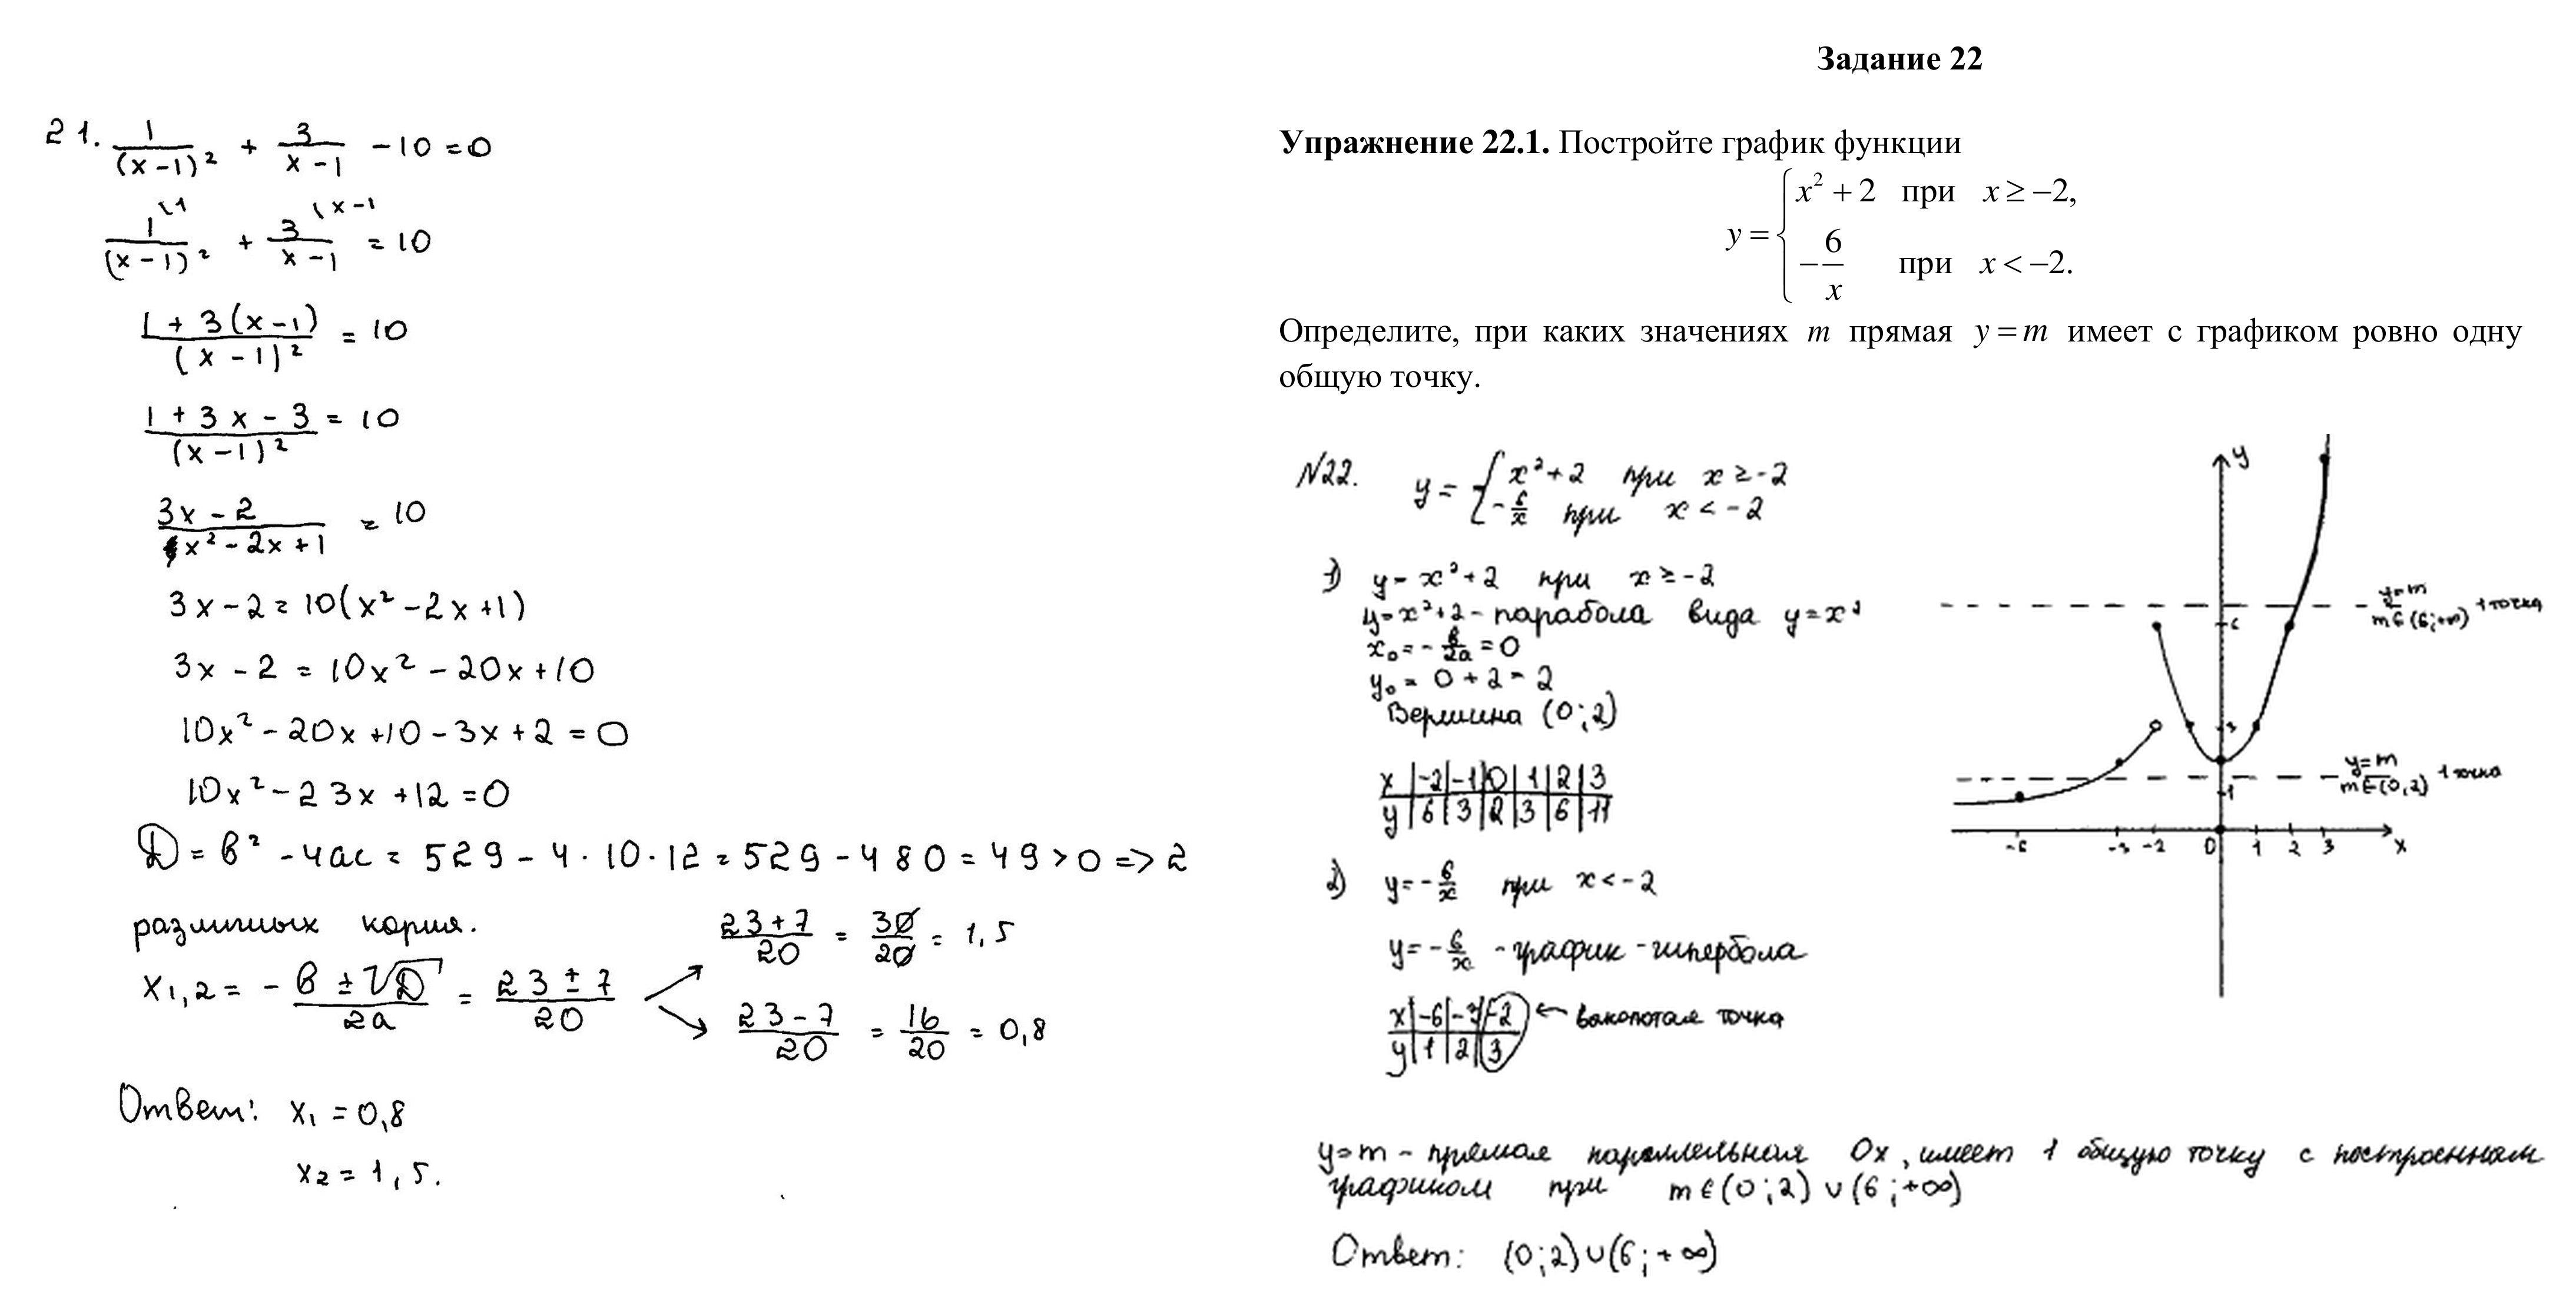 21. 1/(x-1)² + 3/(x-1) - 10 = 0
1\1/(x-1)² + 3\x-1/(x-1) = 10
(1 + 3(x-1))/(x-1)² = 10
(1 + 3x - 3)/(x-1)² = 10
(3x - 2)/(x² - 2x + 1) = 10
3x - 2 = 10(x² - 2x + 1)
3x - 2 = 10x² - 20x + 10
10x² - 20x + 10 - 3x + 2 = 0
10x² - 23x + 12 = 0
D = b² - 4ac = 529 - 4 · 10 · 12 = 529 - 480 = 49 > 0 => 2
различных корня.
x₁,₂ = (-b ± √D)/2a = (23 ± 7)/20
(23 + 7)/20 = 30/20 = 1,5
(23 - 7)/20 = 16/20 = 0,8
Ответ: x₁ = 0,8
x₂ = 1,5.
Задание 22
Упражнение 22.1. Постройте график функции
y = { x² + 2 при x ≥ -2,
-6/x при x < -2.
Определите, при каких значениях m прямая y = m имеет с графиком ровно одну
общую точку.
N22. y = { x² + 2 при x ≥ -2
-6/x при x < -2
1) y = x² + 2 при x ≥ -2
y = x² + 2 - парабола вида y = x²
x₀ = -b/2a = 0
y₀ = 0 + 2 = 2
Вершина (0;2)
x | -2 | -1 | 0 | 1 | 2 | 3
y | 6 | 3 | 2 | 3 | 6 | 11
2) y = -6/x при x < -2
y = -6/x - график - гипербола
x | -6 | -3 | -2 ← выколотая точка
y | 1 | 2 | 3
y
y=m
m∈(6;+∞) 1 точка
6
3
y=m
m∈(0,2) 1 точка
1
-6 -3 -2 0 1 2 3 x
y=m - прямая параллельная Ox, имеет 1 общую точку с построенным
графиком при m∈(0;2)∪(6;+∞)
Ответ: (0;2)∪(6;+∞)